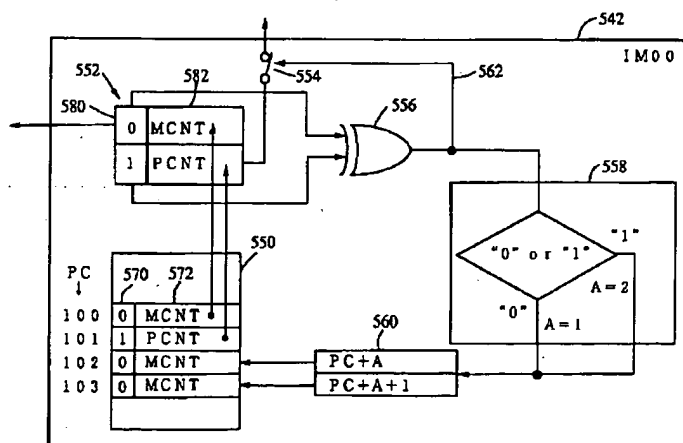 542
IM00
552
582
554
562
580
556
0 MCNT
1 PCNT
558
"0" or "1"
"1"
A=2
"0"
A=1
550
PC
570
572
100 0 MCNT
101 1 PCNT
102 0 MCNT
103 0 MCNT
560
PC+A
PC+A+1